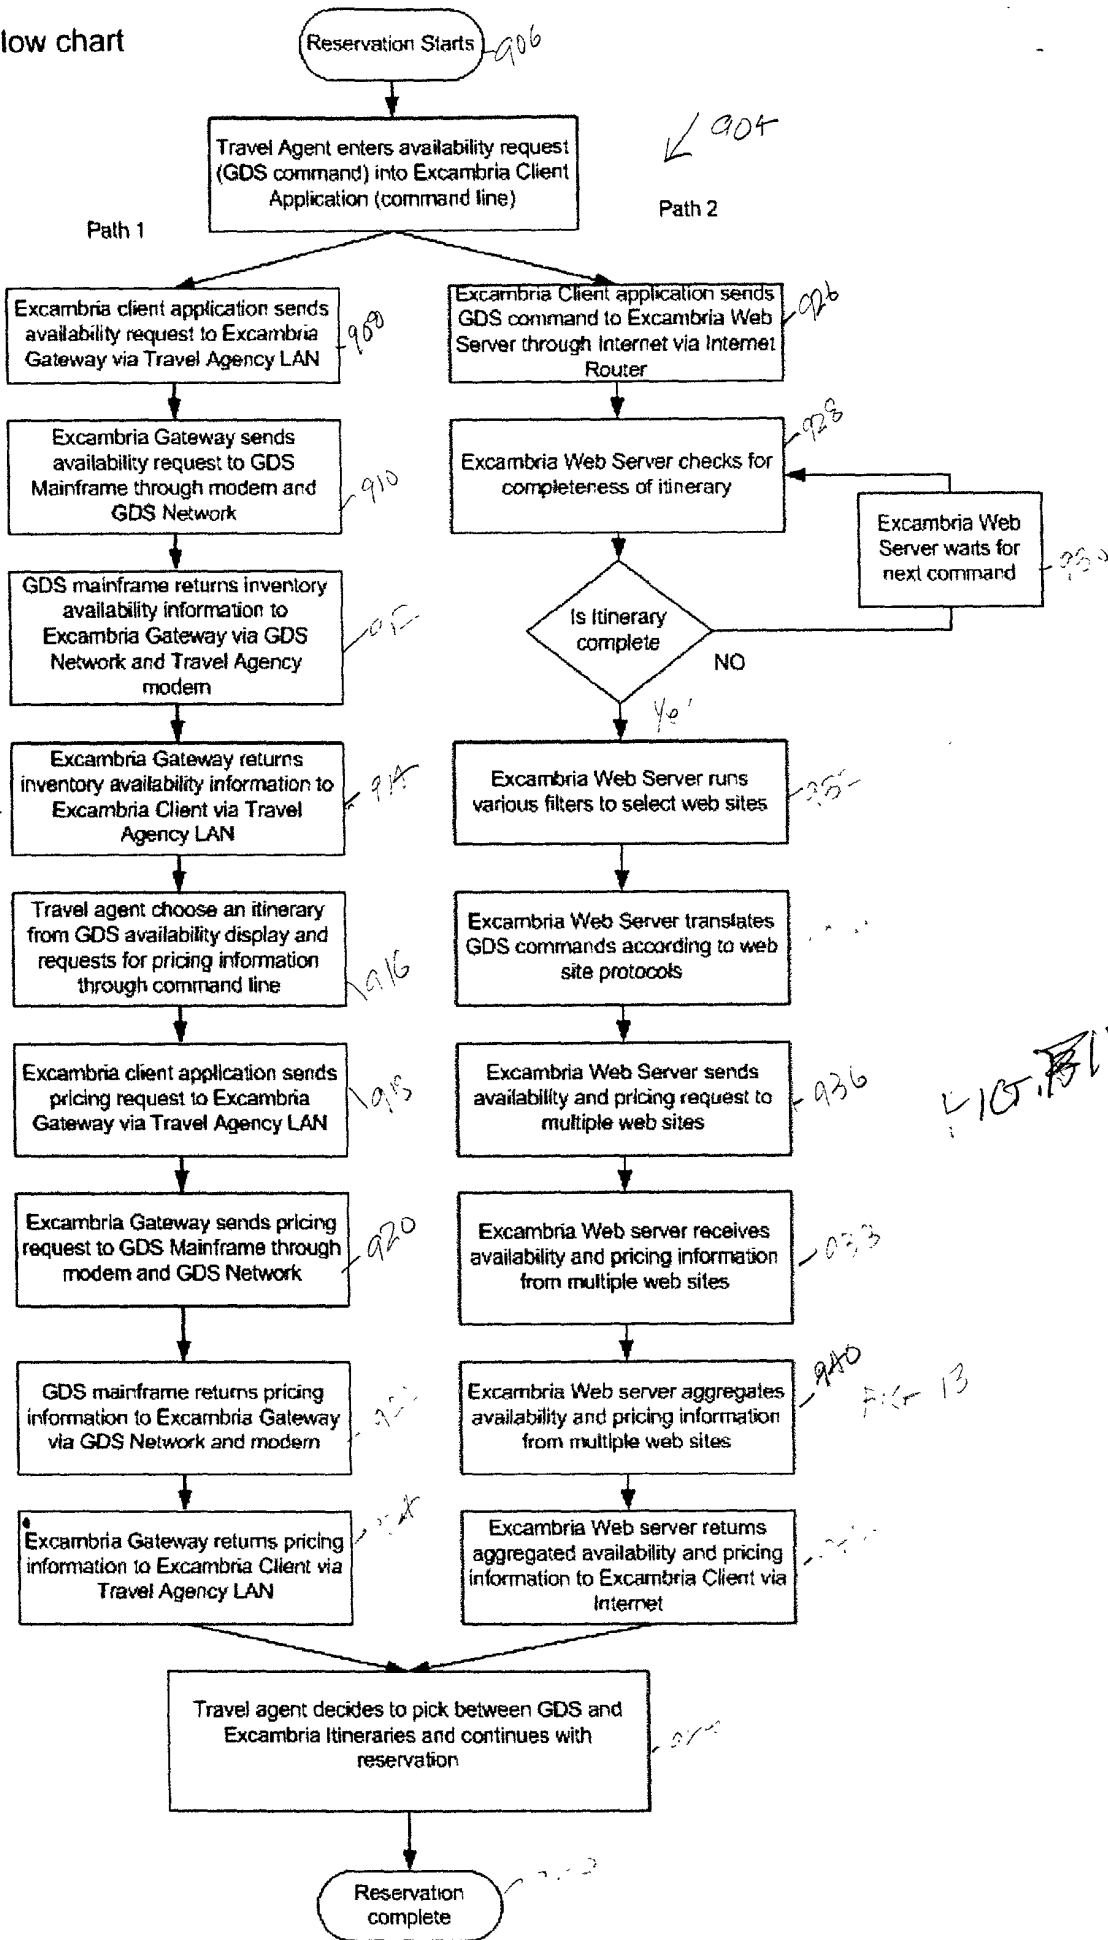 low chart
Reservation Starts
906
Travel Agent enters availability request
(GDS command) into Excambria Client
Application (command line)
904
Path 1
Path 2
Excambria client application sends
availability request to Excambria
Gateway via Travel Agency LAN
Excambria Gateway sends
availability request to GDS
Mainframe through modem and
GDS Network
910
GDS mainframe returns inventory
availability information to
Excambria Gateway via GDS
Network and Travel Agency
modem
Excambria Gateway returns
inventory availability information to
Excambria Client via Travel
Agency LAN
914
Travel agent choose an itinerary
from GDS availability display and
requests for pricing information
through command line
916
Excambria client application sends
pricing request to Excambria
Gateway via Travel Agency LAN
Excambria Gateway sends pricing
request to GDS Mainframe through
modem and GDS Network
920
GDS mainframe returns pricing
information to Excambria Gateway
via GDS Network and modem
Excambria Gateway returns pricing
information to Excambria Client via
Travel Agency LAN
Excambria Client application sends
GDS command to Excambria Web
Server through Internet via Internet
Router
926
Excambria Web Server checks for
completeness of itinerary
928
Excambria Web
Server waits for
next command
930
Is Itinerary
complete
NO
Excambria Web Server runs
various filters to select web sites
Excambria Web Server translates
GDS commands according to web
site protocols
Excambria Web Server sends
availability and pricing request to
multiple web sites
936
Excambria Web server receives
availability and pricing information
from multiple web sites
Excambria Web server aggregates
availability and pricing information
from multiple web sites
940
FIG 13
Excambria Web server returns
aggregated availability and pricing
information to Excambria Client via
Internet
Travel agent decides to pick between GDS and
Excambria Itineraries and continues with
reservation
Reservation
complete